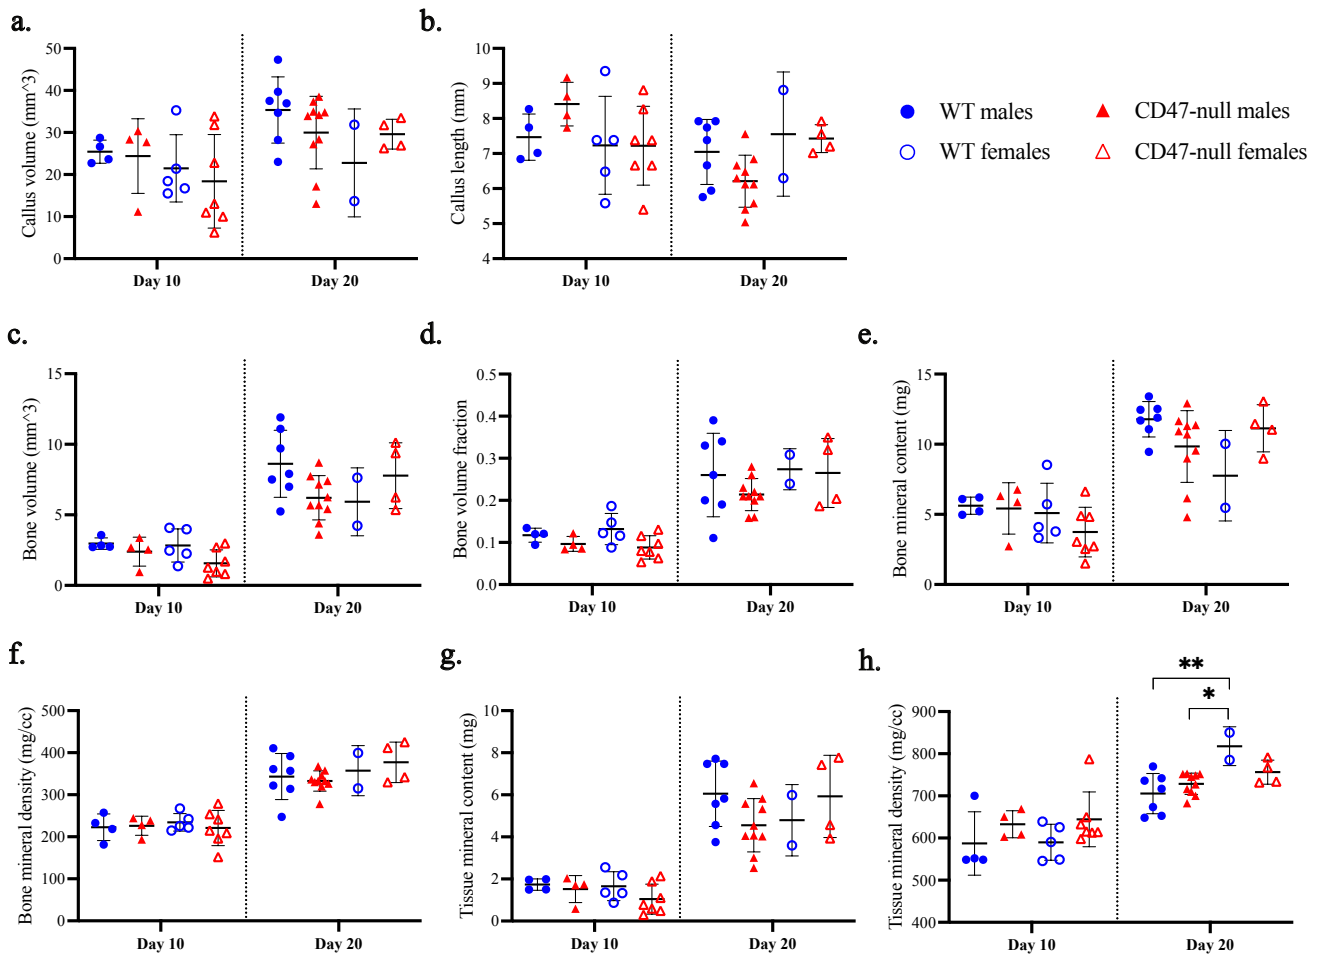 a.
Callus volume (mm^3)
50
40
30
20
10
0
Day 10
Day 20
b.
Callus length (mm)
10
9
8
7
6
5
4
Day 10
Day 20
WT males
CD47-null males
WT females
CD47-null females
c.
Bone volume (mm^3)
15
10
5
0
Day 10
Day 20
d.
Bone volume fraction
0.5
0.4
0.3
0.2
0.1
0.0
Day 10
Day 20
e.
Bone mineral content (mg)
15
10
5
0
Day 10
Day 20
f.
Bone mineral density (mg/cc)
500
400
300
200
100
0
Day 10
Day 20
g.
Tissue mineral content (mg)
10
8
6
4
2
0
Day 10
Day 20
h.
Tissue mineral density (mg/cc)
900
800
700
600
500
400
**
*
Day 10
Day 20